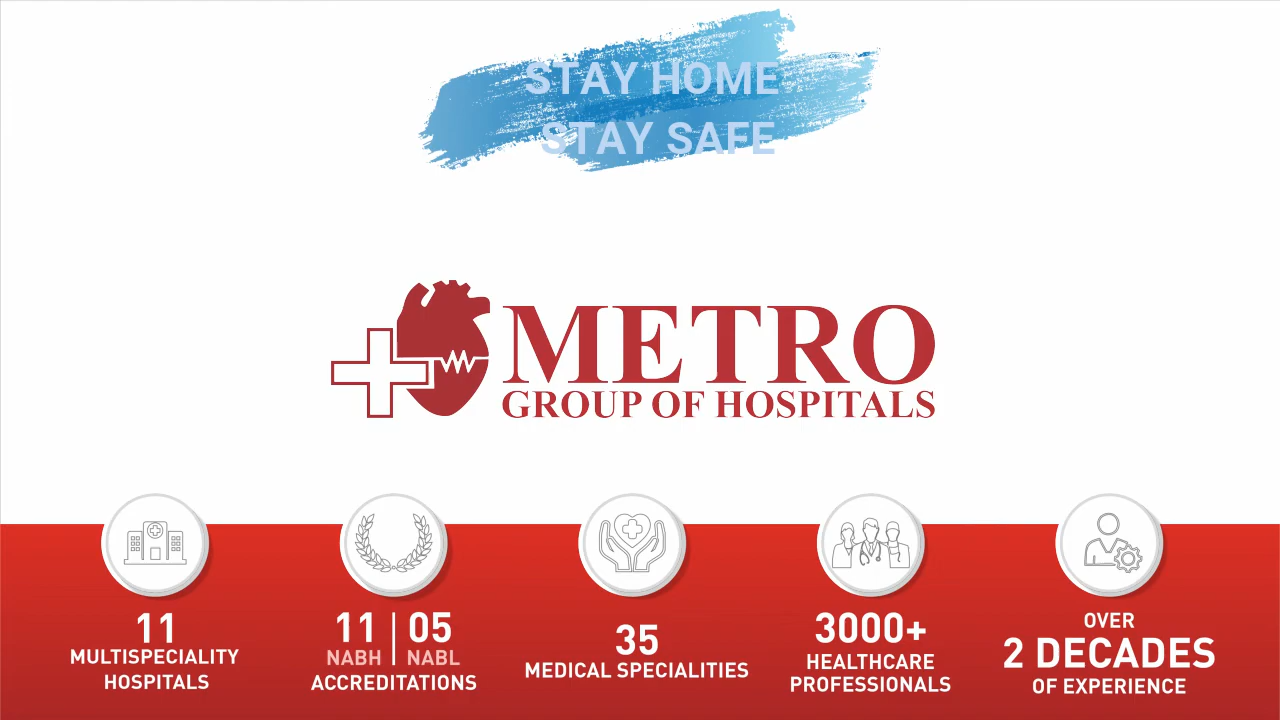 STAY HOME
STAY SAFE
METRO
GROUP OF HOSPITALS
11
MULTISPECIALITY
HOSPITALS
11 | 05
NABH | NABL
ACCREDITATIONS
35
MEDICAL SPECIALITIES
3000+
HEALTHCARE
PROFESSIONALS
OVER
2 DECADES
OF EXPERIENCE